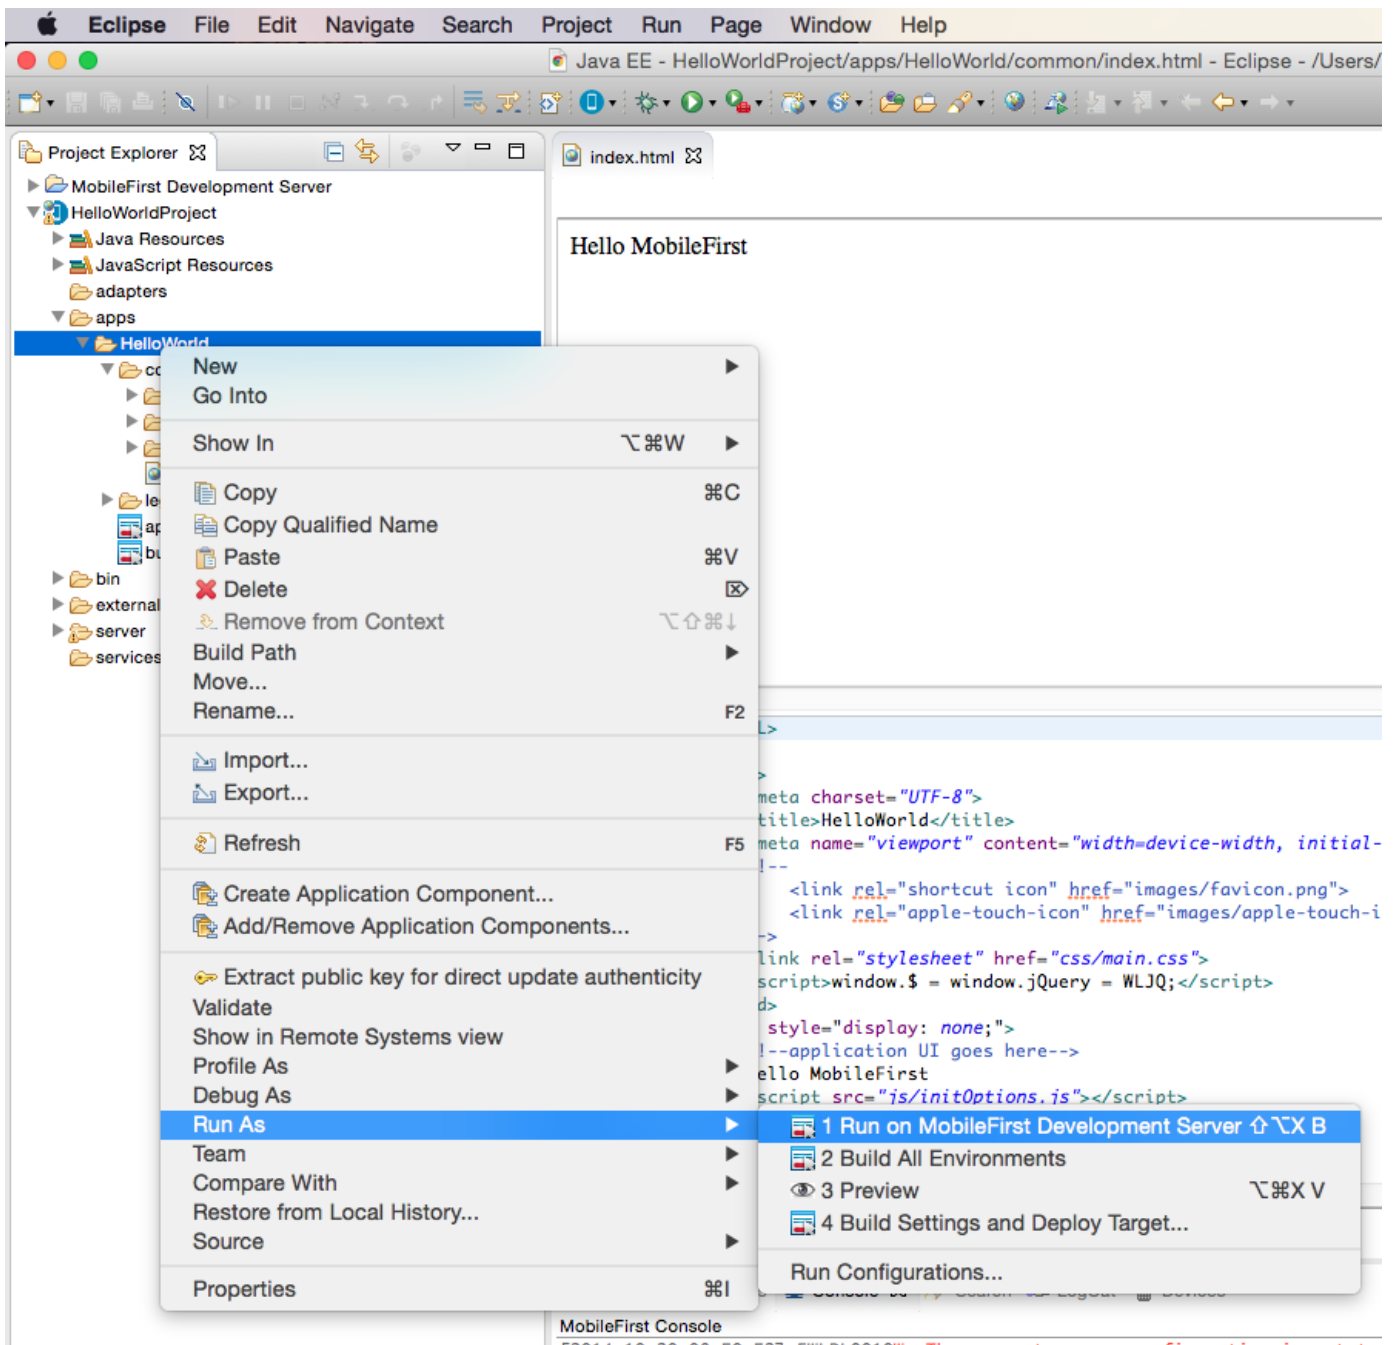 Eclipse File Edit Navigate Search Project Run Page Window Help
Java EE - HelloWorldProject/apps/HelloWorld/common/index.html - Eclipse - /Users/
Project Explorer
index.html
MobileFirst Development Server
HelloWorldProject
Java Resources
JavaScript Resources
adapters
apps
HelloWorld
bin
external
server
services
Hello MobileFirst
New
Go Into
Show In ⌥⌘W
Copy ⌘C
Copy Qualified Name
Paste ⌘V
Delete ⌦
Remove from Context ⌥⇧⌘↓
Build Path
Move...
Rename... F2
Import...
Export...
Refresh F5
Create Application Component...
Add/Remove Application Components...
Extract public key for direct update authenticity
Validate
Show in Remote Systems view
Profile As
Debug As
Run As
Team
Compare With
Restore from Local History...
Source
Properties ⌘I
1 Run on MobileFirst Development Server ⇧⌥X B
2 Build All Environments
3 Preview ⌥⌘X V
4 Build Settings and Deploy Target...
Run Configurations...
L>
>
meta charset="UTF-8">
title>HelloWorld</title>
meta name="viewport" content="width=device-width, initial-
!--
<link rel="shortcut icon" href="images/favicon.png">
<link rel="apple-touch-icon" href="images/apple-touch-i
->
link rel="stylesheet" href="css/main.css">
script>window.$ = window.jQuery = WLJQ;</script>
d>
style="display: none;">
!--application UI goes here-->
ello MobileFirst
script src="js/initOptions.js"></script>
MobileFirst Console